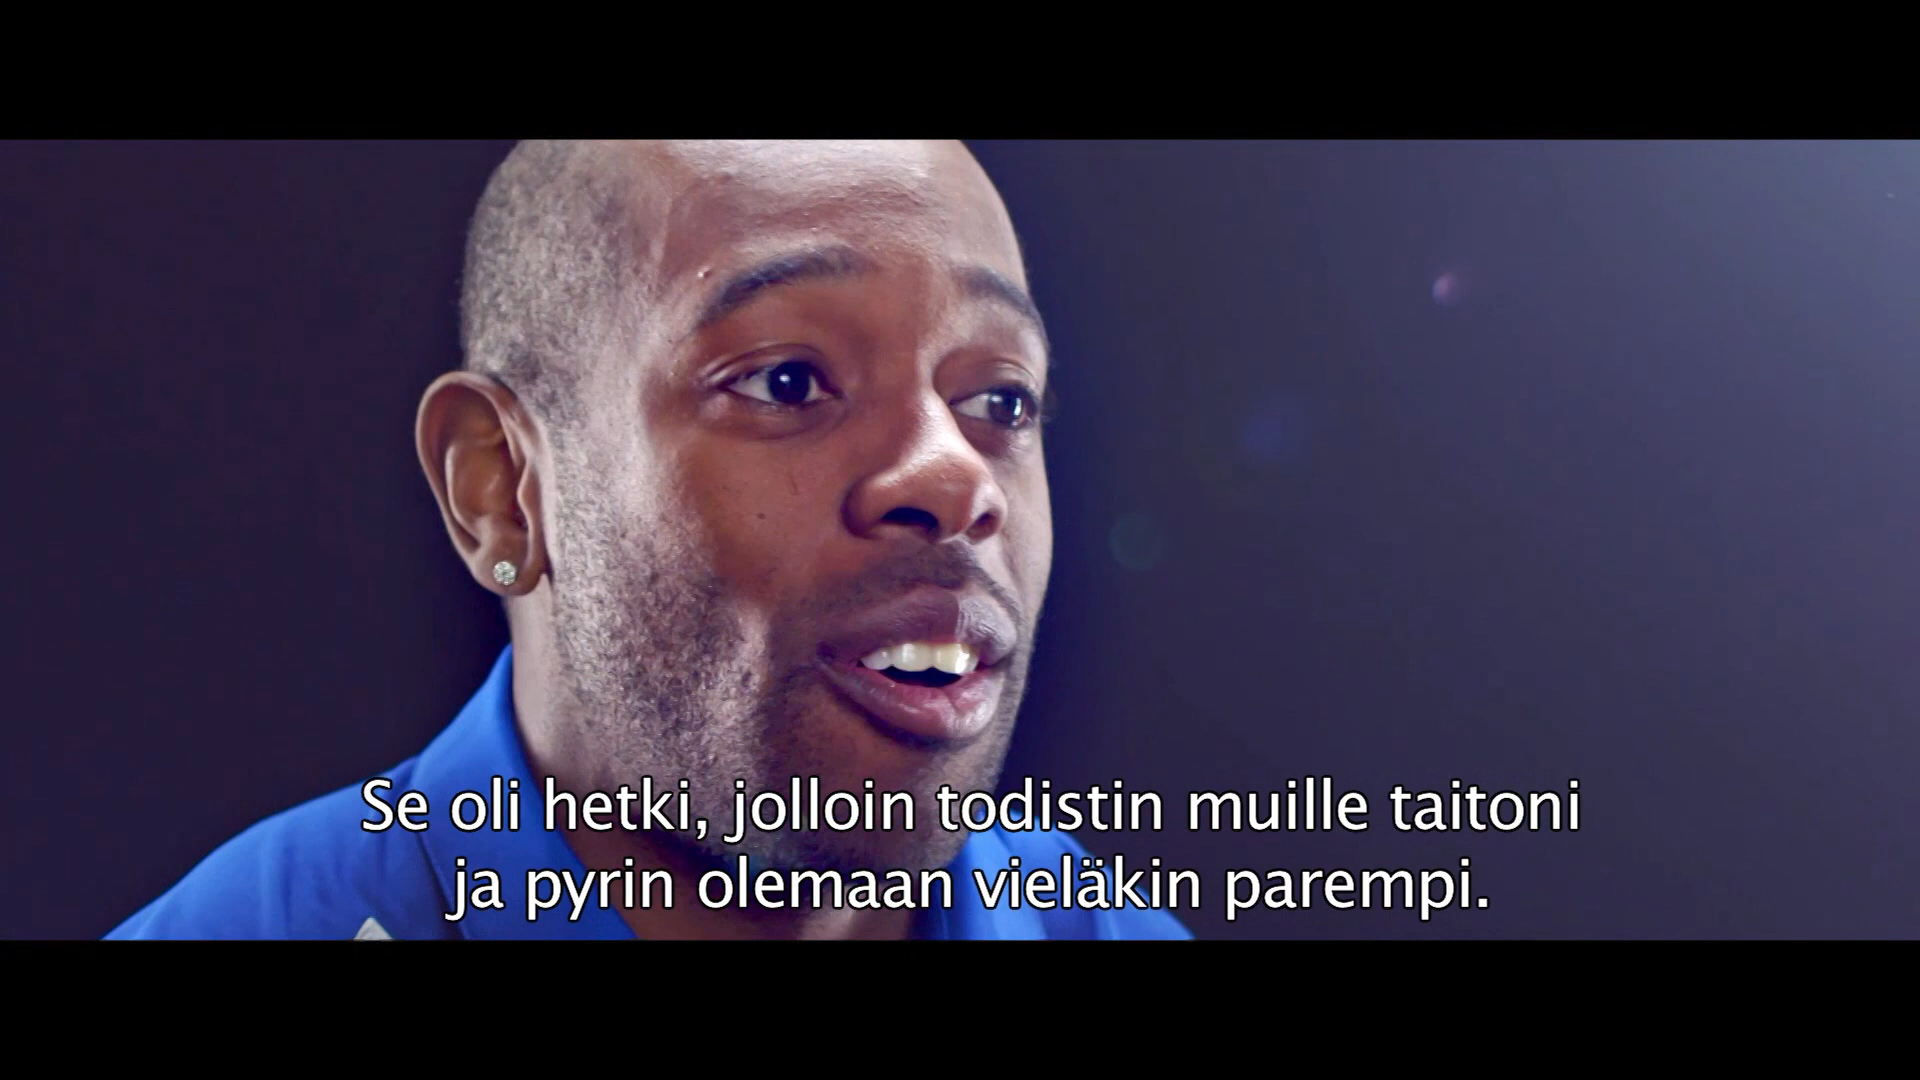 Se oli hetki, jolloin todistin muille taitoni
ja pyrin olemaan vieläkin parempi.